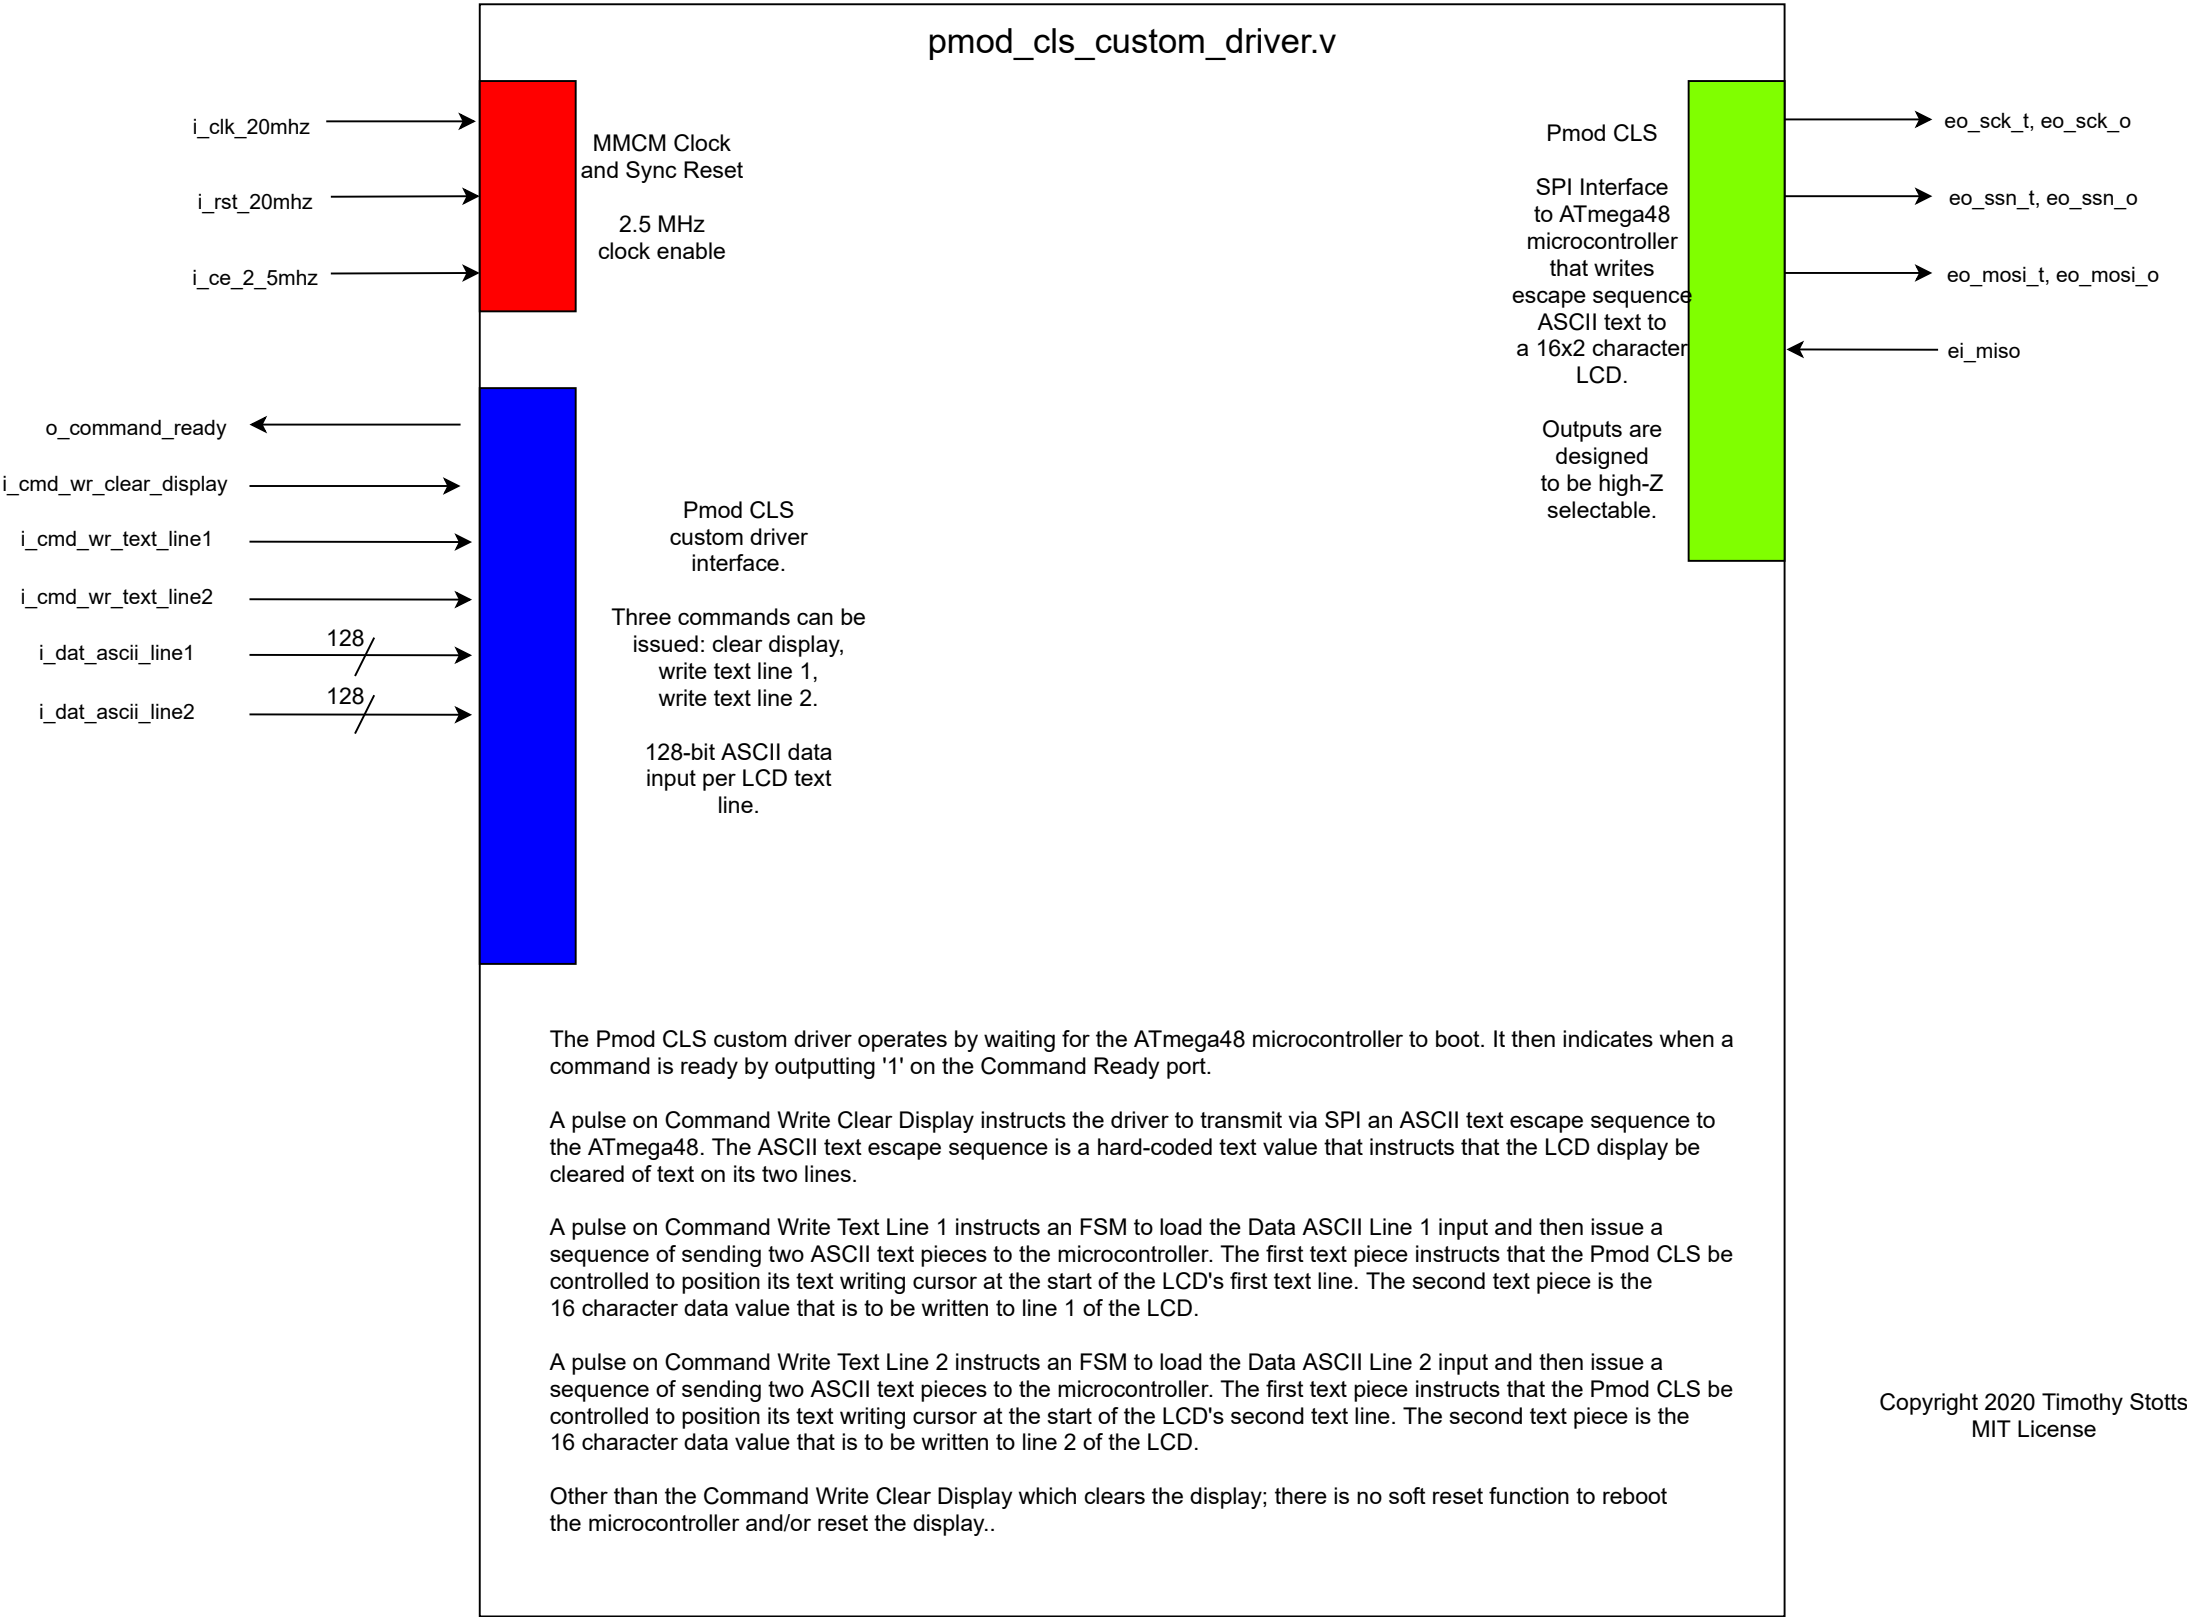 pmod_cls_custom_driver.v
i_clk_20mhz
i_rst_20mhz
i_ce_2_5mhz
MMCM Clock
and Sync Reset
2.5 MHz
clock enable
Pmod CLS
SPI Interface
to ATmega48
microcontroller
that writes
escape sequence
ASCII text to
a 16x2 character
LCD.
Outputs are
designed
to be high-Z
selectable.
eo_sck_t, eo_sck_o
eo_ssn_t, eo_ssn_o
eo_mosi_t, eo_mosi_o
ei_miso
o_command_ready
i_cmd_wr_clear_display
i_cmd_wr_text_line1
i_cmd_wr_text_line2
128
i_dat_ascii_line1
128
i_dat_ascii_line2
Pmod CLS
custom driver
interface.
Three commands can be
issued: clear display,
write text line 1,
write text line 2.
128-bit ASCII data
input per LCD text
line.
The Pmod CLS custom driver operates by waiting for the ATmega48 microcontroller to boot. It then indicates when a
command is ready by outputting '1' on the Command Ready port.
A pulse on Command Write Clear Display instructs the driver to transmit via SPI an ASCII text escape sequence to
the ATmega48. The ASCII text escape sequence is a hard-coded text value that instructs that the LCD display be
cleared of text on its two lines.
A pulse on Command Write Text Line 1 instructs an FSM to load the Data ASCII Line 1 input and then issue a
sequence of sending two ASCII text pieces to the microcontroller. The first text piece instructs that the Pmod CLS be
controlled to position its text writing cursor at the start of the LCD's first text line. The second text piece is the
16 character data value that is to be written to line 1 of the LCD.
A pulse on Command Write Text Line 2 instructs an FSM to load the Data ASCII Line 2 input and then issue a
sequence of sending two ASCII text pieces to the microcontroller. The first text piece instructs that the Pmod CLS be
controlled to position its text writing cursor at the start of the LCD's second text line. The second text piece is the
16 character data value that is to be written to line 2 of the LCD.
Other than the Command Write Clear Display which clears the display; there is no soft reset function to reboot
the microcontroller and/or reset the display..
Copyright 2020 Timothy Stotts
MIT License